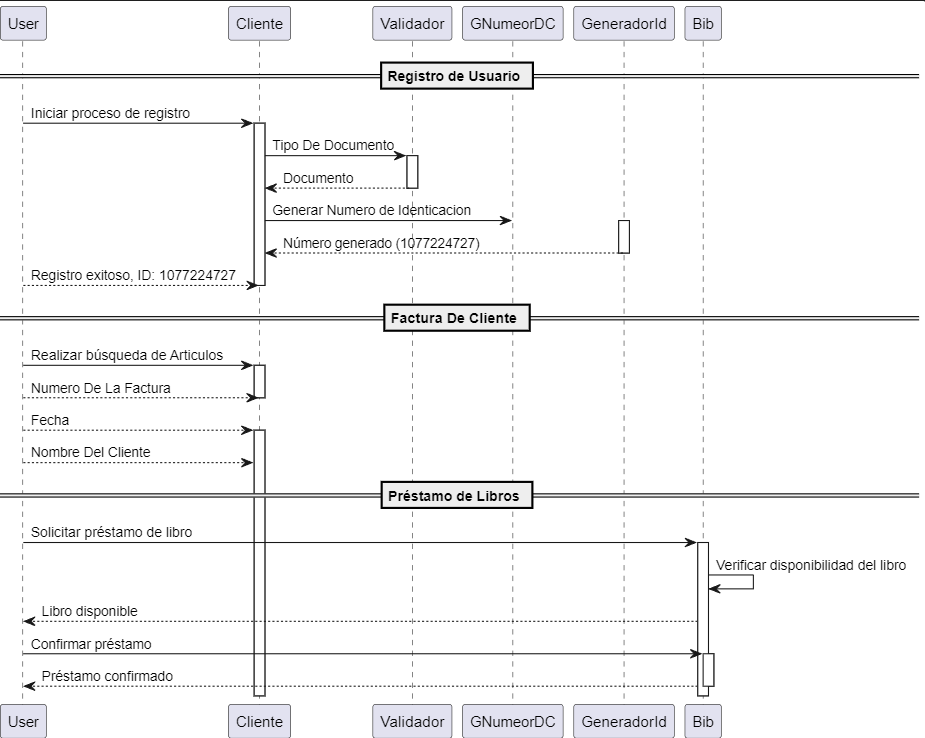 User Cliente Validador GNumeorDC GeneradorId Bib
Registro de Usuario
Iniciar proceso de registro
Tipo De Documento
Documento
Generar Numero de Identicacion
Número generado (1077224727)
Registro exitoso, ID: 1077224727
Factura De Cliente
Realizar búsqueda de Articulos
Numero De La Factura
Fecha
Nombre Del Cliente
Préstamo de Libros
Solicitar préstamo de libro
Verificar disponibilidad del libro
Libro disponible
Confirmar préstamo
Préstamo confirmado
User Cliente Validador GNumeorDC GeneradorId Bib